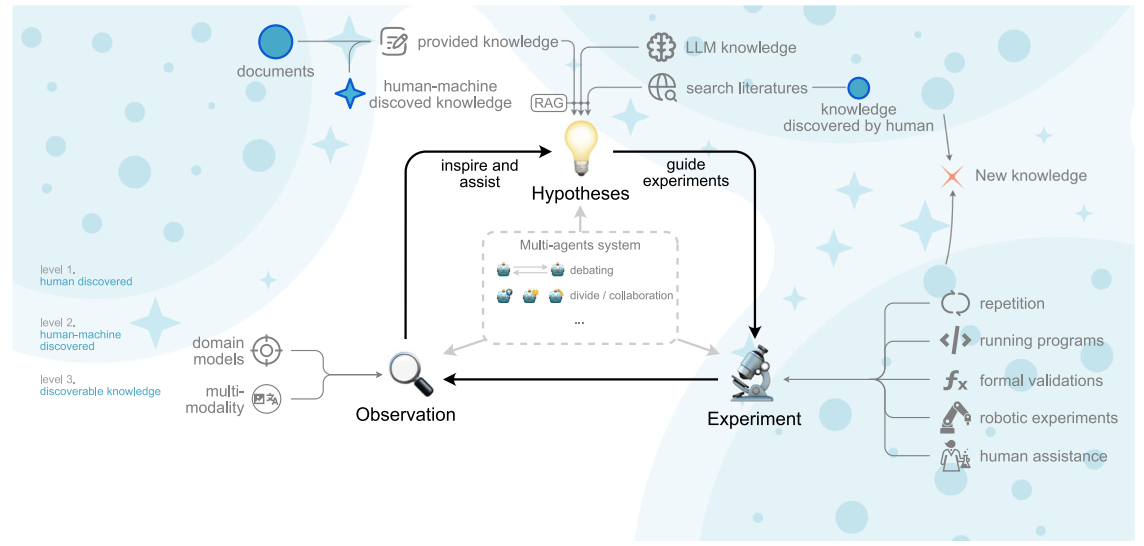 provided knowledge
LLM knowledge
documents
human-machine
discoved knowledge
search literatures
RAG
knowledge
discovered by human
inspire and
assist
guide
experiments
Hypotheses
New knowledge
Multi-agents system
debating
divide / collaboration
...
level 1.
human discovered
level 2.
human-machine
discovered
level 3.
discoverable knowledge
domain
models
multi-
modality
Observation
Experiment
repetition
running programs
fx
formal validations
robotic experiments
human assistance